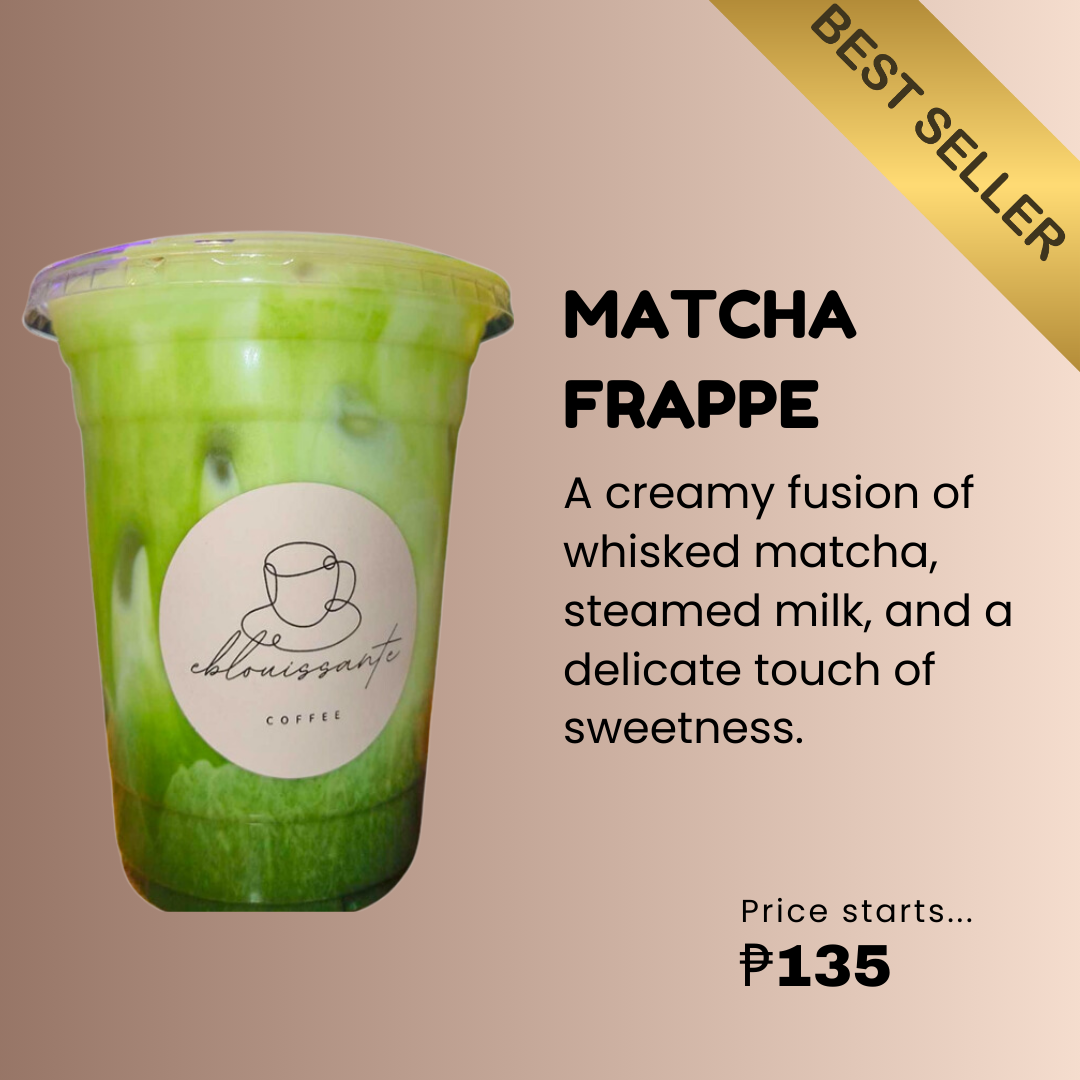 BEST SELLER
MATCHA
FRAPPE
A creamy fusion of
whisked matcha,
steamed milk, and a
delicate touch of
sweetness.
eblouissante
COFFEE
Price starts...
₱135